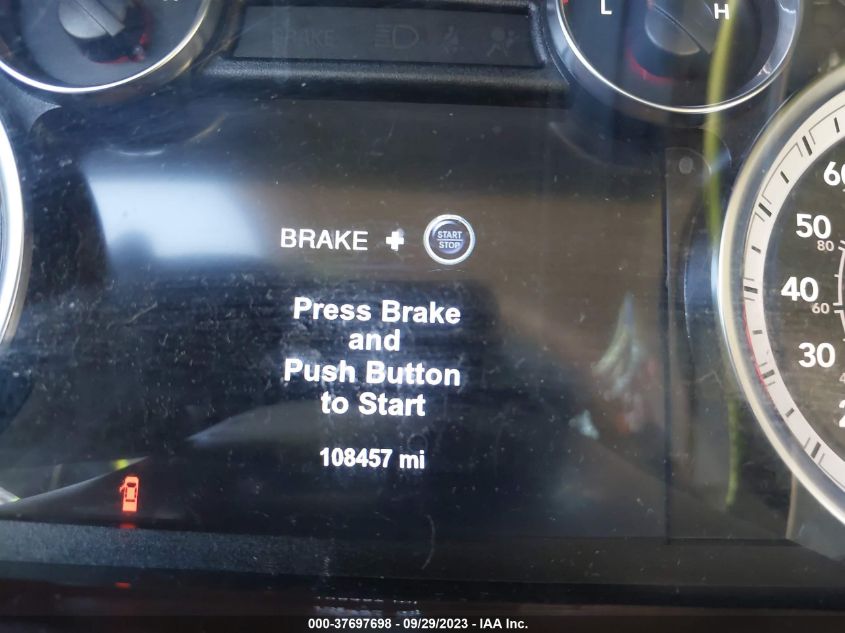 L H
BRAKE
60
BRAKE + START STOP
50
80
Press Brake
and
40
60
Push Button
30
to Start
108457 mi
000-37697698 - 09/29/2023 - IAA Inc.